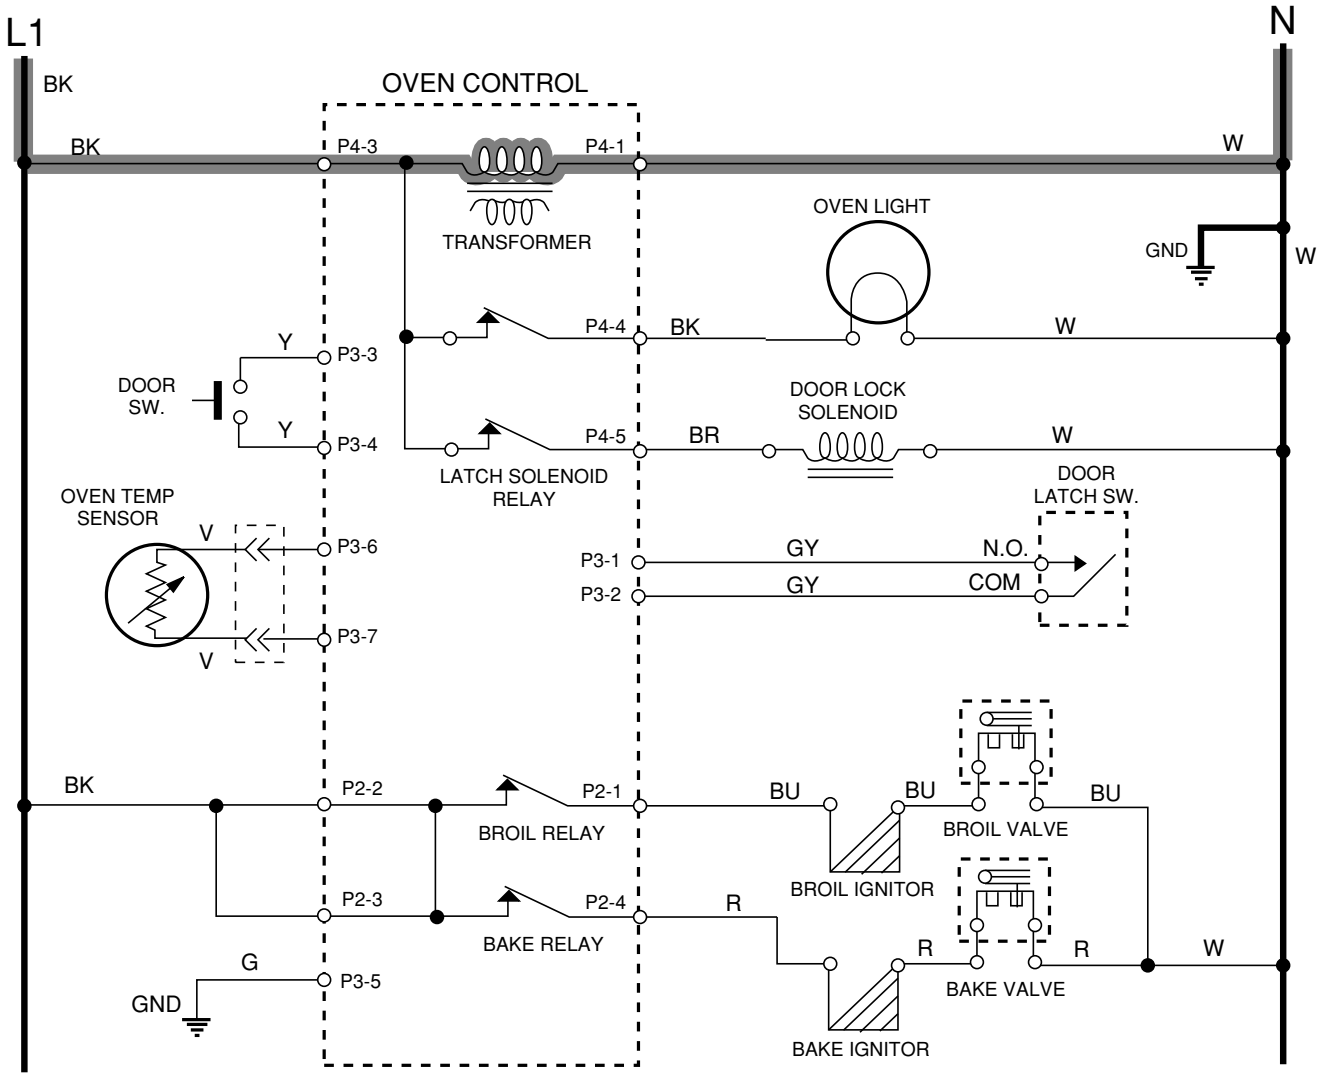 L1
N
BK
OVEN CONTROL
BK
P4-3
P4-1
W
TRANSFORMER
OVEN LIGHT
GND
W
P4-4
BK
W
Y
P3-3
DOOR
SW.
Y
P3-4
DOOR LOCK
SOLENOID
P4-5
BR
W
LATCH SOLENOID
RELAY
DOOR
LATCH SW.
OVEN TEMP
SENSOR
V
P3-6
P3-1
GY
N.O.
P3-2
GY
COM
P3-7
V
BK
P2-2
P2-1
BU
BU
BU
BROIL RELAY
BROIL VALVE
BROIL IGNITOR
P2-3
P2-4
R
BAKE RELAY
R
R
W
BAKE VALVE
G
P3-5
GND
BAKE IGNITOR